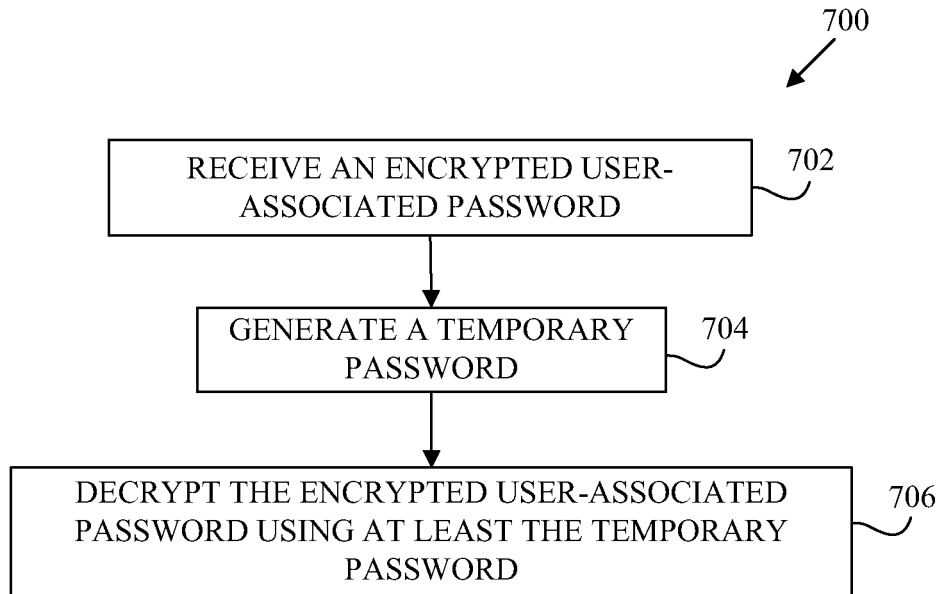 700
RECEIVE AN ENCRYPTED USER-
ASSOCIATED PASSWORD
702
GENERATE A TEMPORARY
PASSWORD
704
DECRYPT THE ENCRYPTED USER-ASSOCIATED
PASSWORD USING AT LEAST THE TEMPORARY
PASSWORD
706